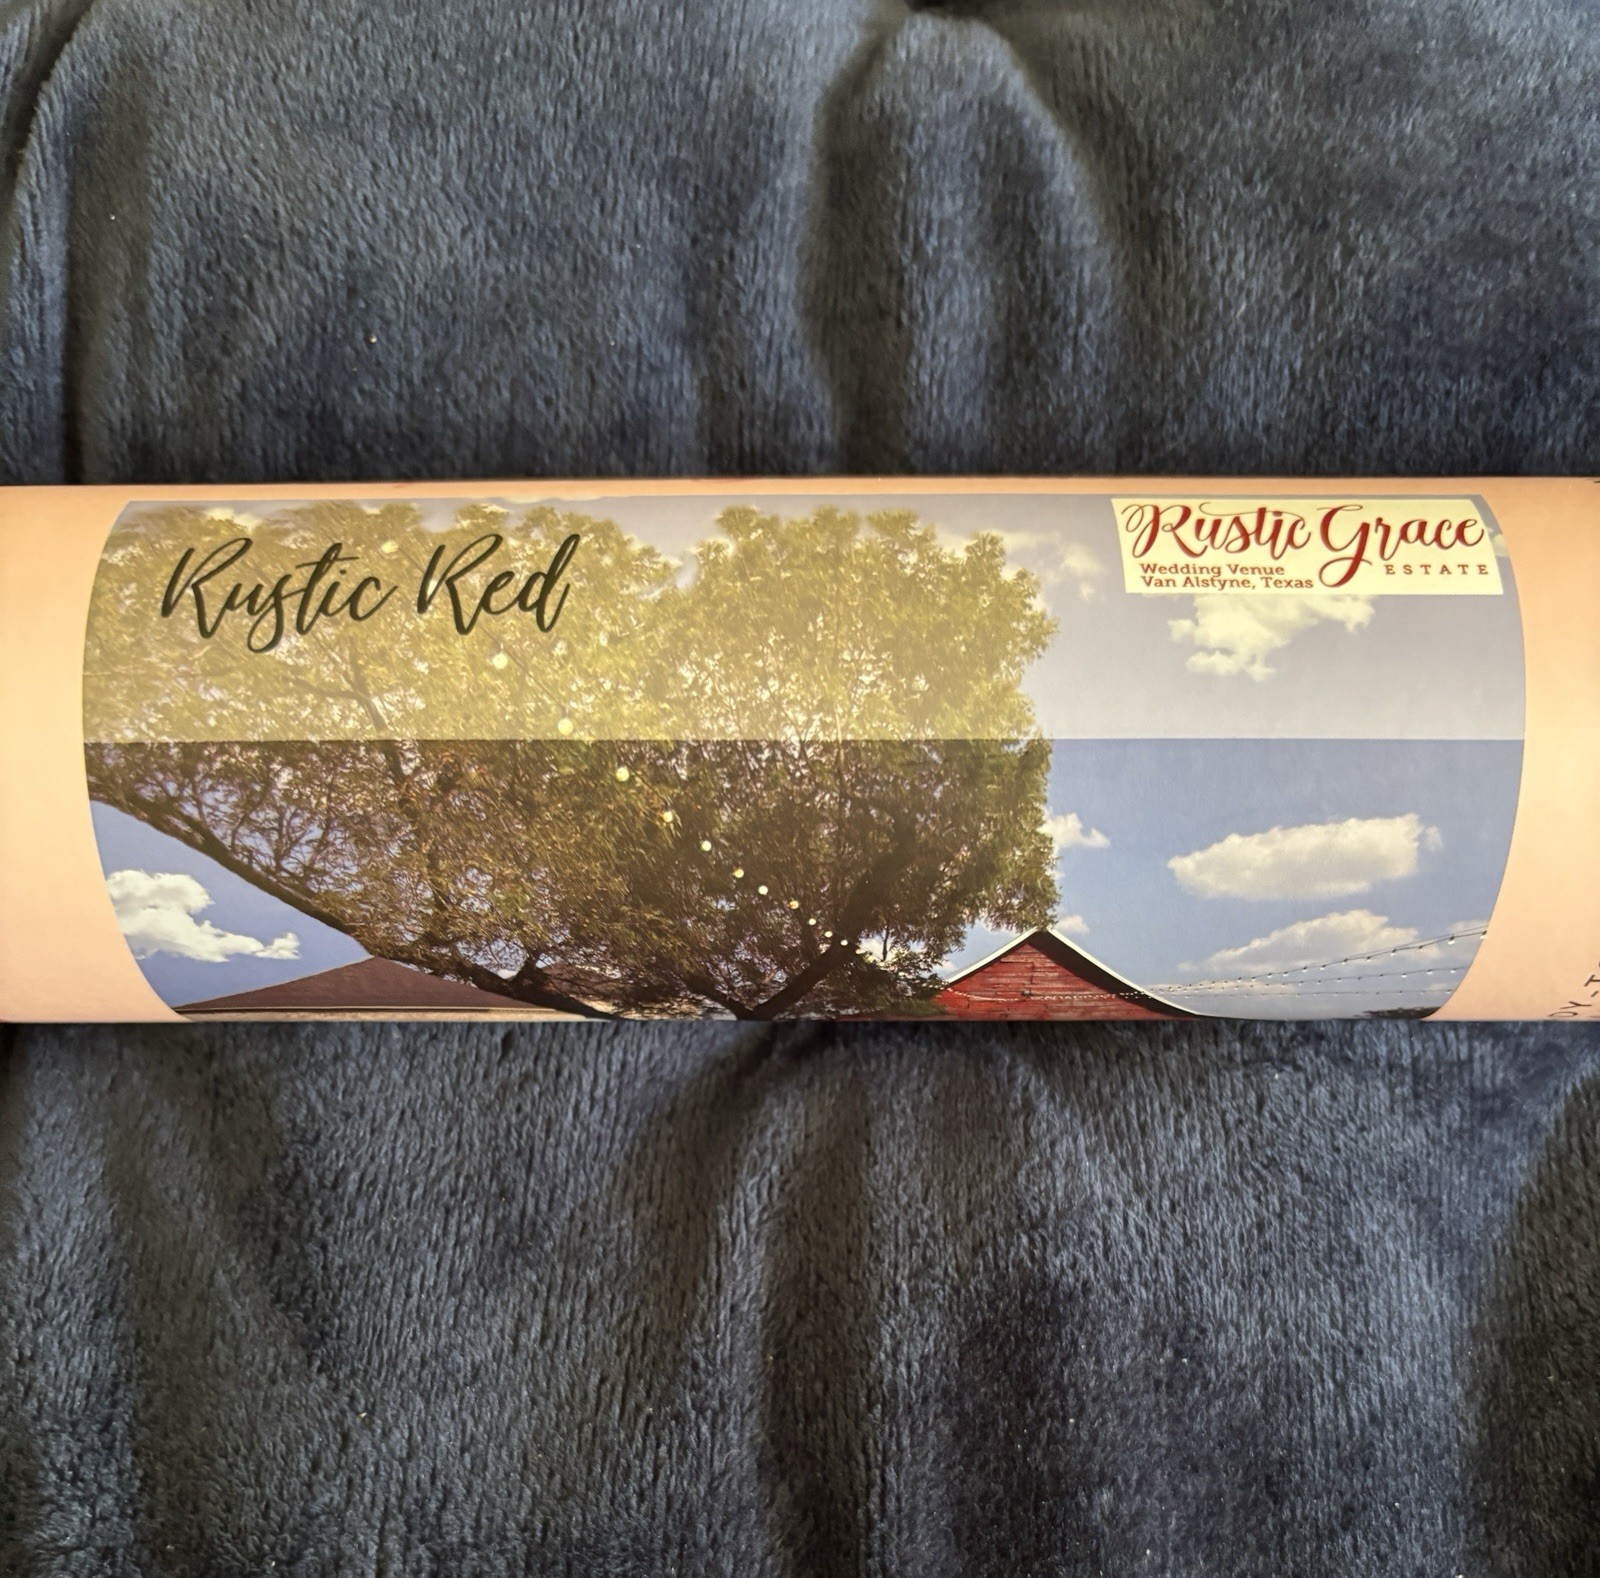 Rustic Red
Rustic Grace
ESTATE
Wedding Venue
Van Alstyne, Texas